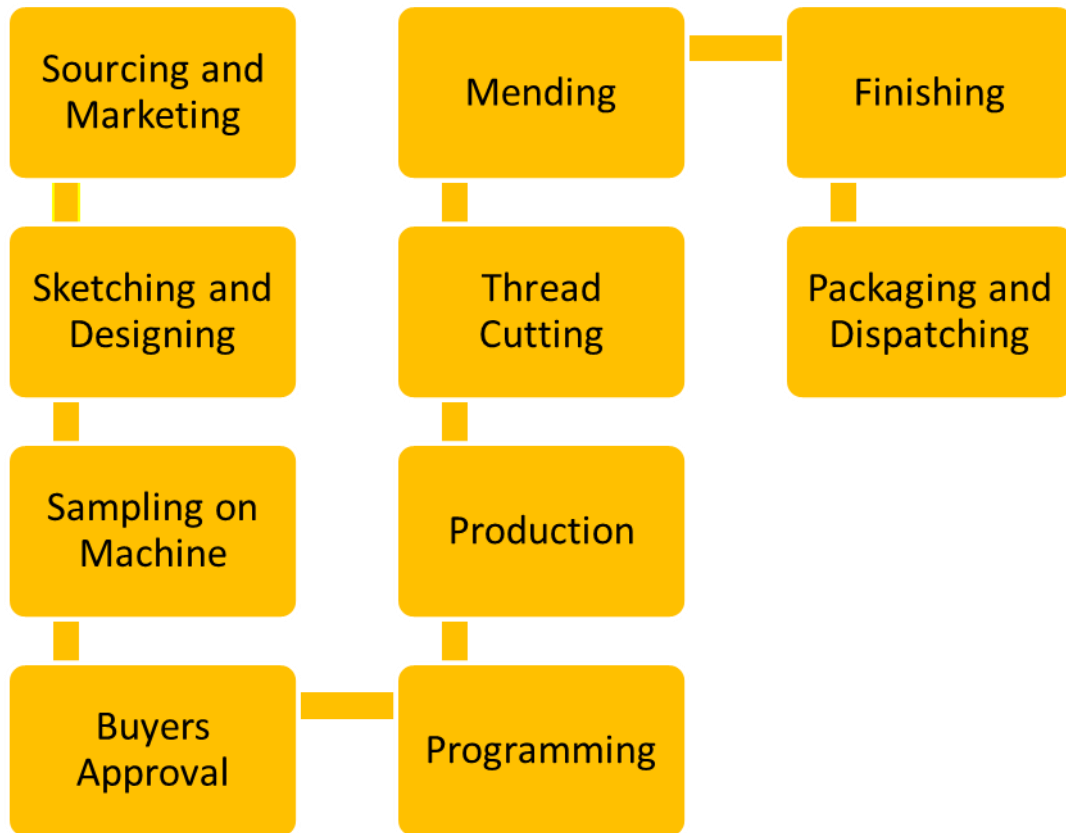 Sourcing and
Marketing
Sketching and
Designing
Sampling on
Machine
Buyers
Approval
Programming
Production
Thread
Cutting
Mending
Finishing
Packaging and
Dispatching